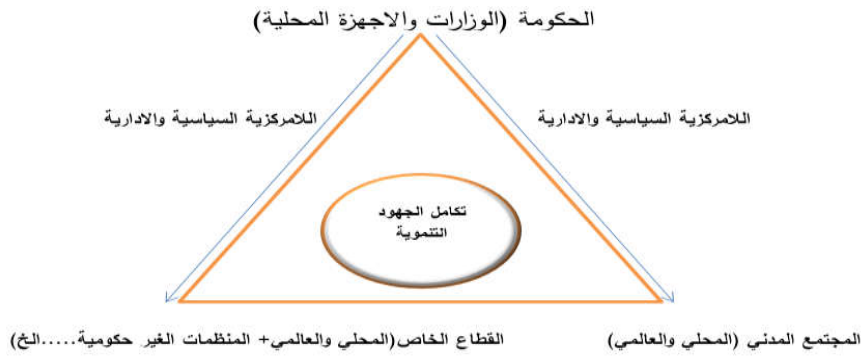 الحكومة (الوزارات والاجهزة المحلية)
اللامركزية السياسية والادارية
اللامركزية السياسية والادارية
تكامل الجهود
التنموية
المجتمع المدني (المحلي والعالمي)
القطاع الخاص(المحلي والعالمي+ المنظمات الغير حكومية.....الخ)